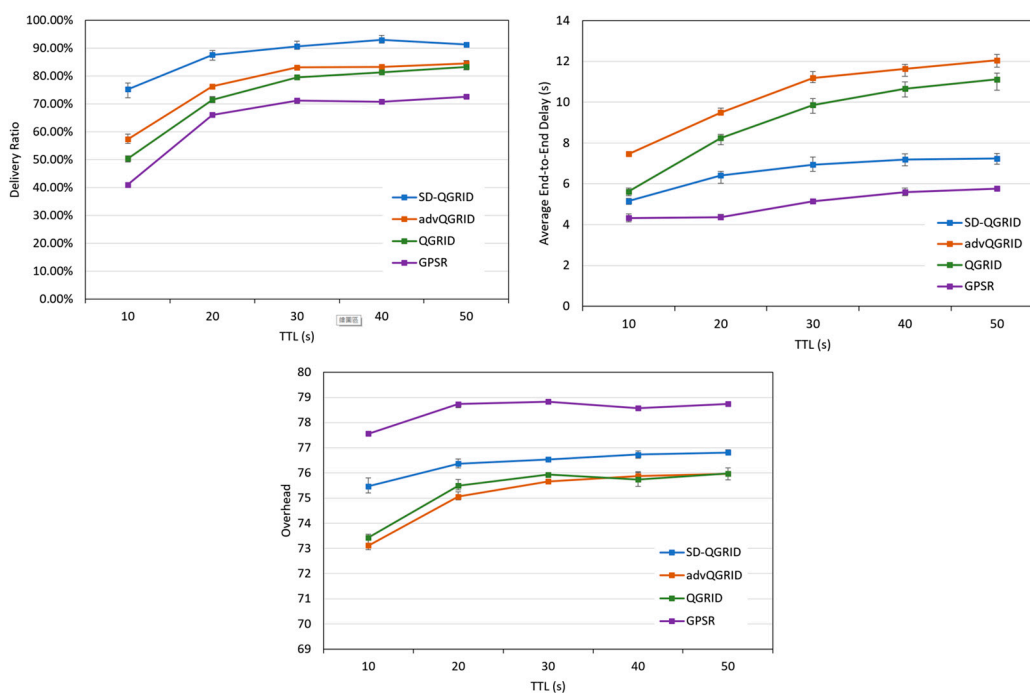 100.00%
90.00%
80.00%
70.00%
60.00%
50.00%
40.00%
30.00%
20.00%
10.00%
0.00%
Delivery Ratio
SD-QGRID
advQGRID
QGRID
GPSR
10 20 30 40 50
TTL (s)
14
12
10
8
6
4
2
0
Average End-to-End Delay (s)
SD-QGRID
advQGRID
QGRID
GPSR
10 20 30 40 50
TTL (s)
80
79
78
77
76
75
74
73
72
71
70
69
Overhead
SD-QGRID
advQGRID
QGRID
GPSR
10 20 30 40 50
TTL (s)